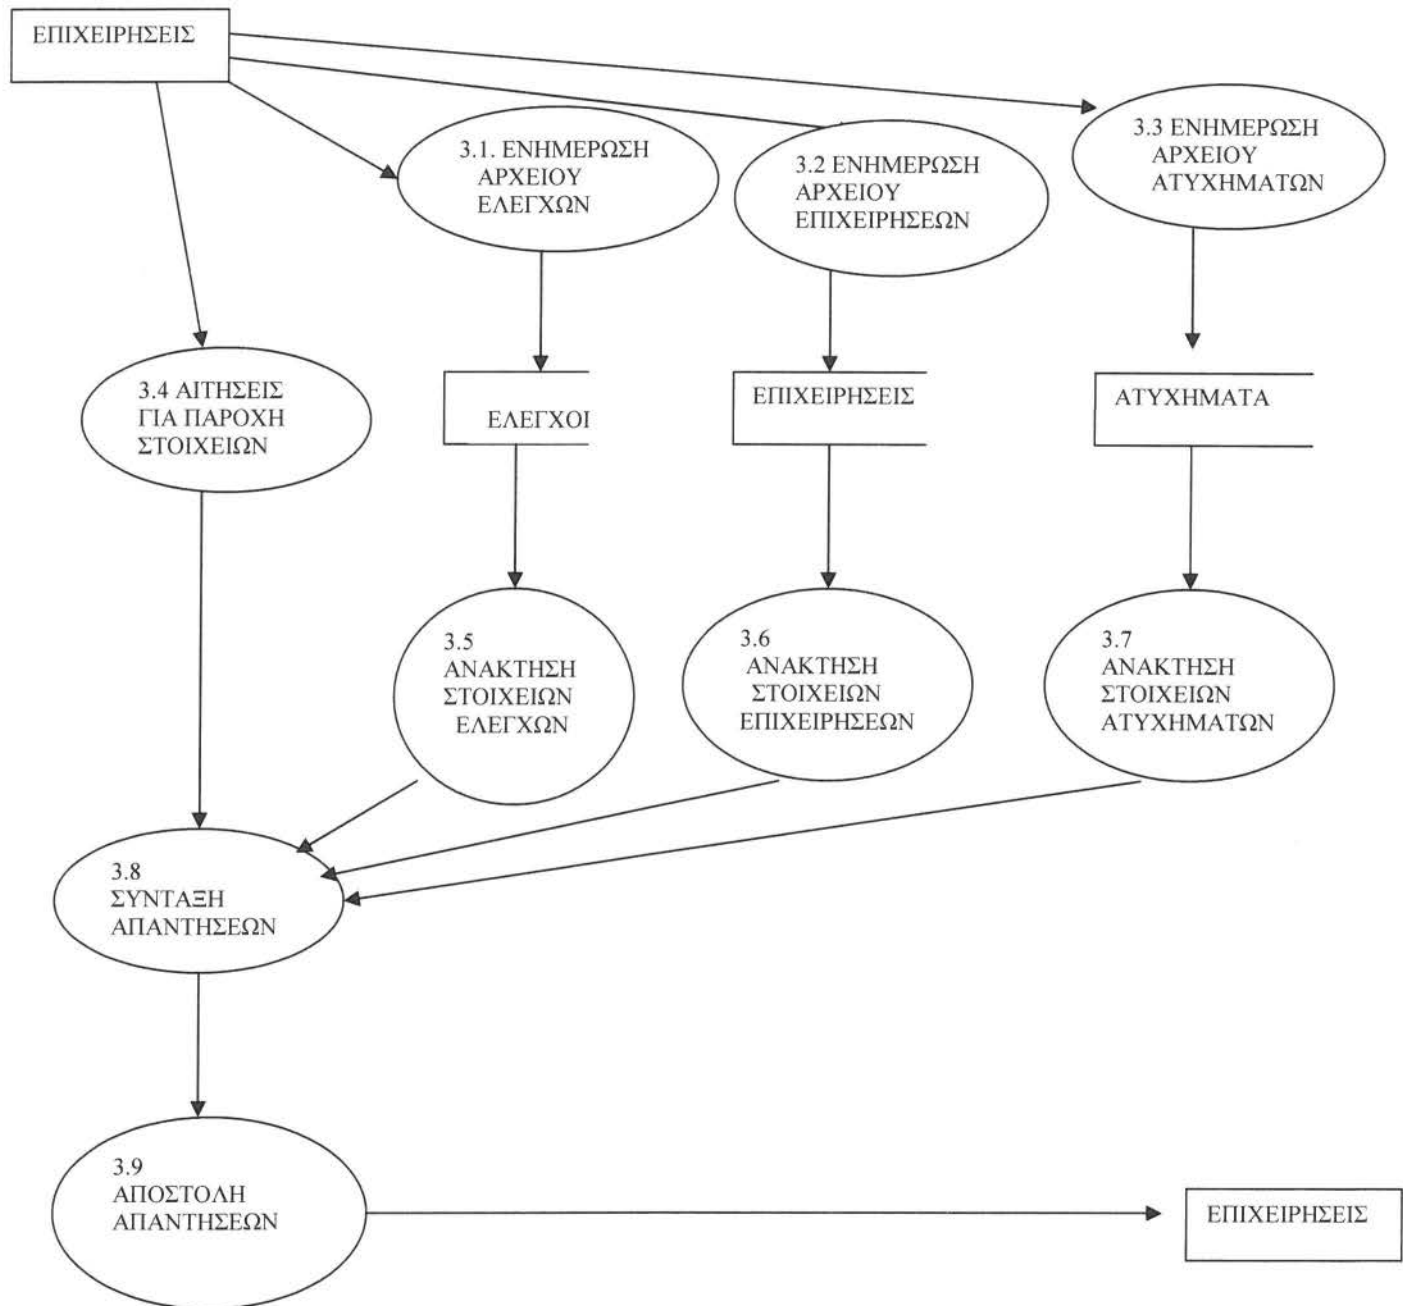 ΕΠΙΧΕΙΡΗΣΕΙΣ
3.1. ΕΝΗΜΕΡΩΣΗ
ΑΡΧΕΙΟΥ
ΕΛΕΓΧΩΝ
3.2 ΕΝΗΜΕΡΩΣΗ
ΑΡΧΕΙΟΥ
ΕΠΙΧΕΙΡΗΣΕΩΝ
3.3 ΕΝΗΜΕΡΩΣΗ
ΑΡΧΕΙΟΥ
ΑΤΥΧΗΜΑΤΩΝ
3.4 ΑΙΤΗΣΕΙΣ
ΓΙΑ ΠΑΡΟΧΗ
ΣΤΟΙΧΕΙΩΝ
ΕΛΕΓΧΟΙ
ΕΠΙΧΕΙΡΗΣΕΙΣ
ΑΤΥΧΗΜΑΤΑ
3.5
ΑΝΑΚΤΗΣΗ
ΣΤΟΙΧΕΙΩΝ
ΕΛΕΓΧΩΝ
3.6
ΑΝΑΚΤΗΣΗ
ΣΤΟΙΧΕΙΩΝ
ΕΠΙΧΕΙΡΗΣΕΩΝ
3.7
ΑΝΑΚΤΗΣΗ
ΣΤΟΙΧΕΙΩΝ
ΑΤΥΧΗΜΑΤΩΝ
3.8
ΣΥΝΤΑΞΗ
ΑΠΑΝΤΗΣΕΩΝ
3.9
ΑΠΟΣΤΟΛΗ
ΑΠΑΝΤΗΣΕΩΝ
ΕΠΙΧΕΙΡΗΣΕΙΣ